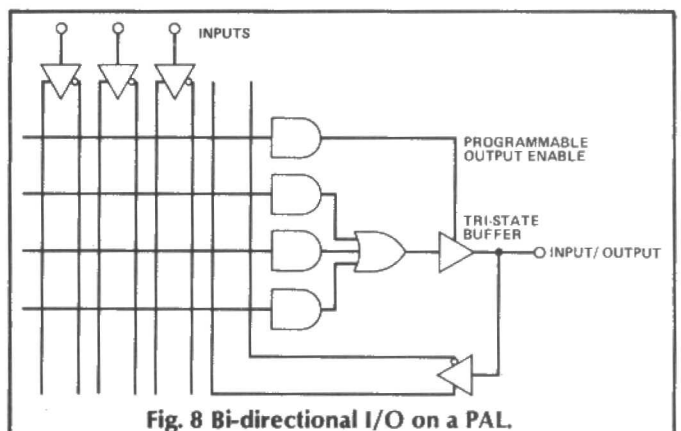 INPUTS
PROGRAMMABLE
OUTPUT ENABLE
TRI-STATE
BUFFER
INPUT/OUTPUT
Fig. 8 Bi-directional I/O on a PAL.